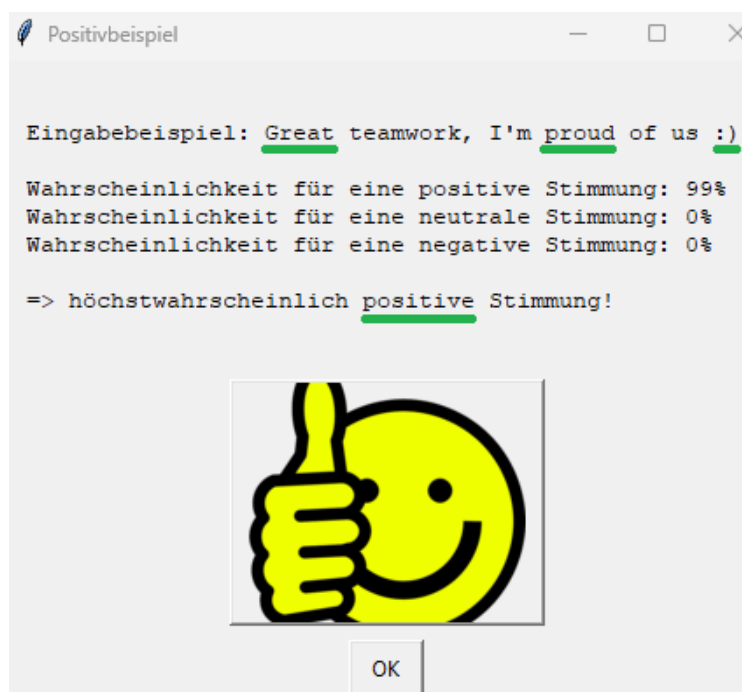 Positivbeispiel
Eingabebeispiel: Great teamwork, I'm proud of us :)
Wahrscheinlichkeit für eine positive Stimmung: 99%
Wahrscheinlichkeit für eine neutrale Stimmung: 0%
Wahrscheinlichkeit für eine negative Stimmung: 0%
=> höchstwahrscheinlich positive Stimmung!
OK